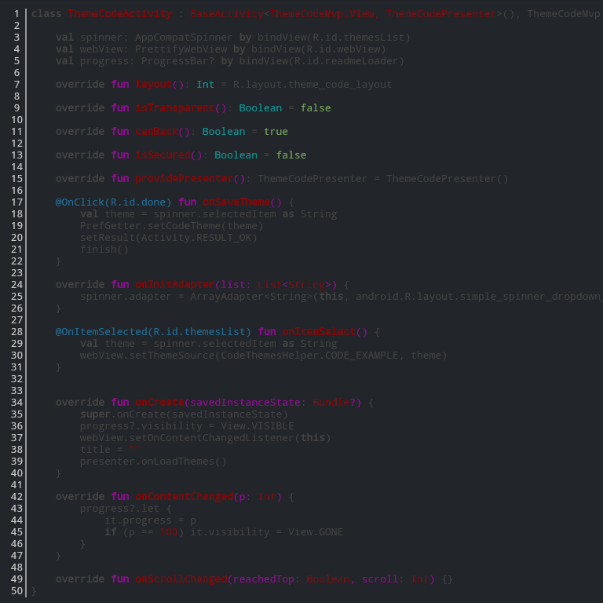 1 class ThemeCodeActivity : BaseActivity<ThemeCodeMvp.View, ThemeCodePresenter>(), ThemeCodeMvp
2
3 val spinner: AppCompatSpinner by bindView(R.id.themesList)
4 val webView: PrettifyWebView by bindView(R.id.webView)
5 val progress: ProgressBar? by bindView(R.id.readmeLoader)
6
7 override fun layout(): Int = R.layout.theme_code_layout
8
9 override fun isTransparent(): Boolean = false
10
11 override fun canBack(): Boolean = true
12
13 override fun isSecured(): Boolean = false
14
15 override fun providePresenter(): ThemeCodePresenter = ThemeCodePresenter()
16
17 @OnClick(R.id.done) fun onSaveTheme() {
18 val theme = spinner.selectedItem as String
19 PrefGetter.setCodeTheme(theme)
20 setResult(Activity.RESULT_OK)
21 finish()
22 }
23
24 override fun onInitAdapter(list: List<String>) {
25 spinner.adapter = ArrayAdapter<String>(this, android.R.layout.simple_spinner_dropdown_
26 }
27
28 @OnItemSelected(R.id.themesList) fun onItemSelect() {
29 val theme = spinner.selectedItem as String
30 webView.setThemeSource(CodeThemesHelper.CODE_EXAMPLE, theme)
31 }
32
33
34 override fun onCreate(savedInstanceState: Bundle?) {
35 super.onCreate(savedInstanceState)
36 progress?.visibility = View.VISIBLE
37 webView.setOnContentChangedListener(this)
38 title = ""
39 presenter.onLoadThemes()
40 }
41
42 override fun onContentChanged(p: Int) {
43 progress?.let {
44 it.progress = p
45 if (p == 100) it.visibility = View.GONE
46 }
47 }
48
49 override fun onScrollChanged(reachedTop: Boolean, scroll: Int) {}
50 }